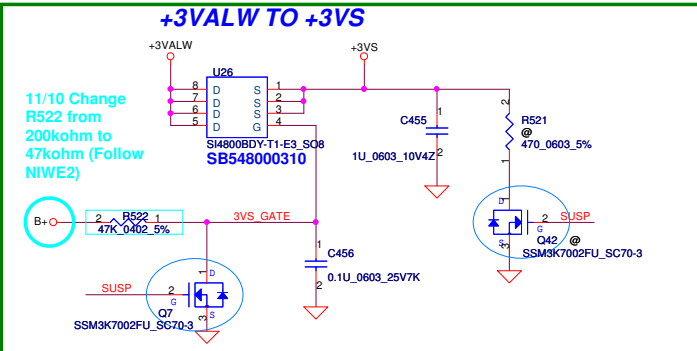 +3VALW TO +3VS
+3VALW
+3VS
U26
8 D S 1
7 D S 2
6 D S 3
5 D G 4
SI4800BDY-T1-E3_SO8
SB548000310
11/10 Change
R522 from
200kohm to
47kohm (Follow
NIWE2)
C455
1
2
1U_0603_10V4Z
2
R521
@
470_0603_5%
1
B+
2 R522 1
47K_0402_5%
3VS_GATE
1
C456
0.1U_0603_25V7K
2
D
2 SUSP
G
S
3
Q42 @
SSM3K7002FU_SC70-3
1 D
SUSP 2
G
S
3
Q7
SSM3K7002FU_SC70-3